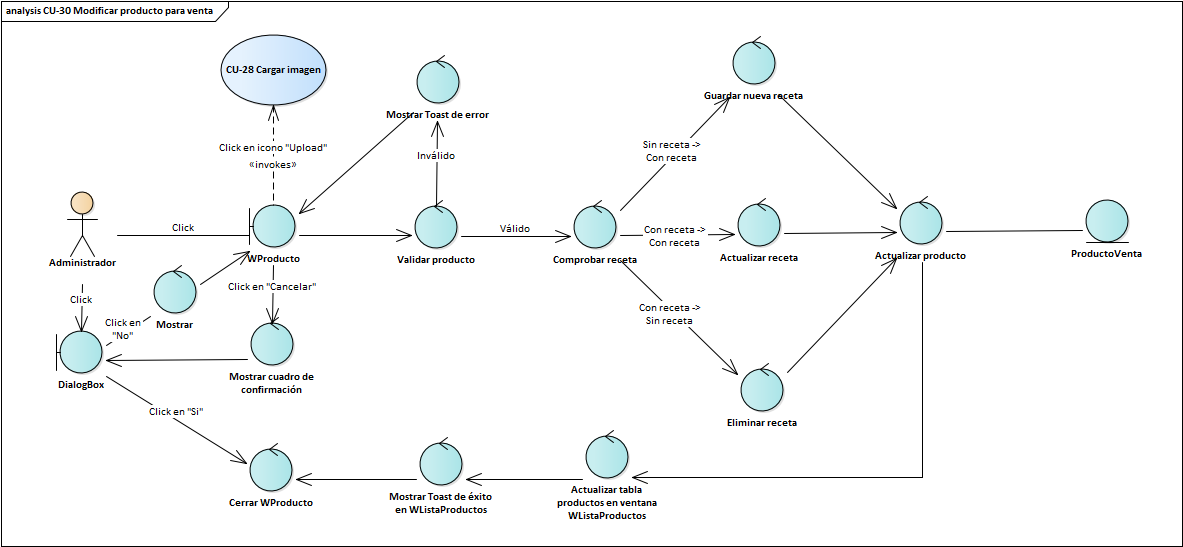 analysis CU-30 Modificar producto para venta
CU-28 Cargar imagen
Mostrar Toast de error
Guardar nueva receta
Click en icono "Upload"
«invokes»
Inválido
Sin receta ->
Con receta
Administrador
Click
WProducto
Validar producto
Válido
Comprobar receta
Con receta ->
Con receta
Actualizar receta
Actualizar producto
ProductoVenta
Click
Click en
"No"
Mostrar
Click en "Cancelar"
Con receta ->
Sin receta
DialogBox
Mostrar cuadro de
confirmación
Click en "Si"
Eliminar receta
Cerrar WProducto
Mostrar Toast de éxito
en WListaProductos
Actualizar tabla
productos en ventana
WListaProductos